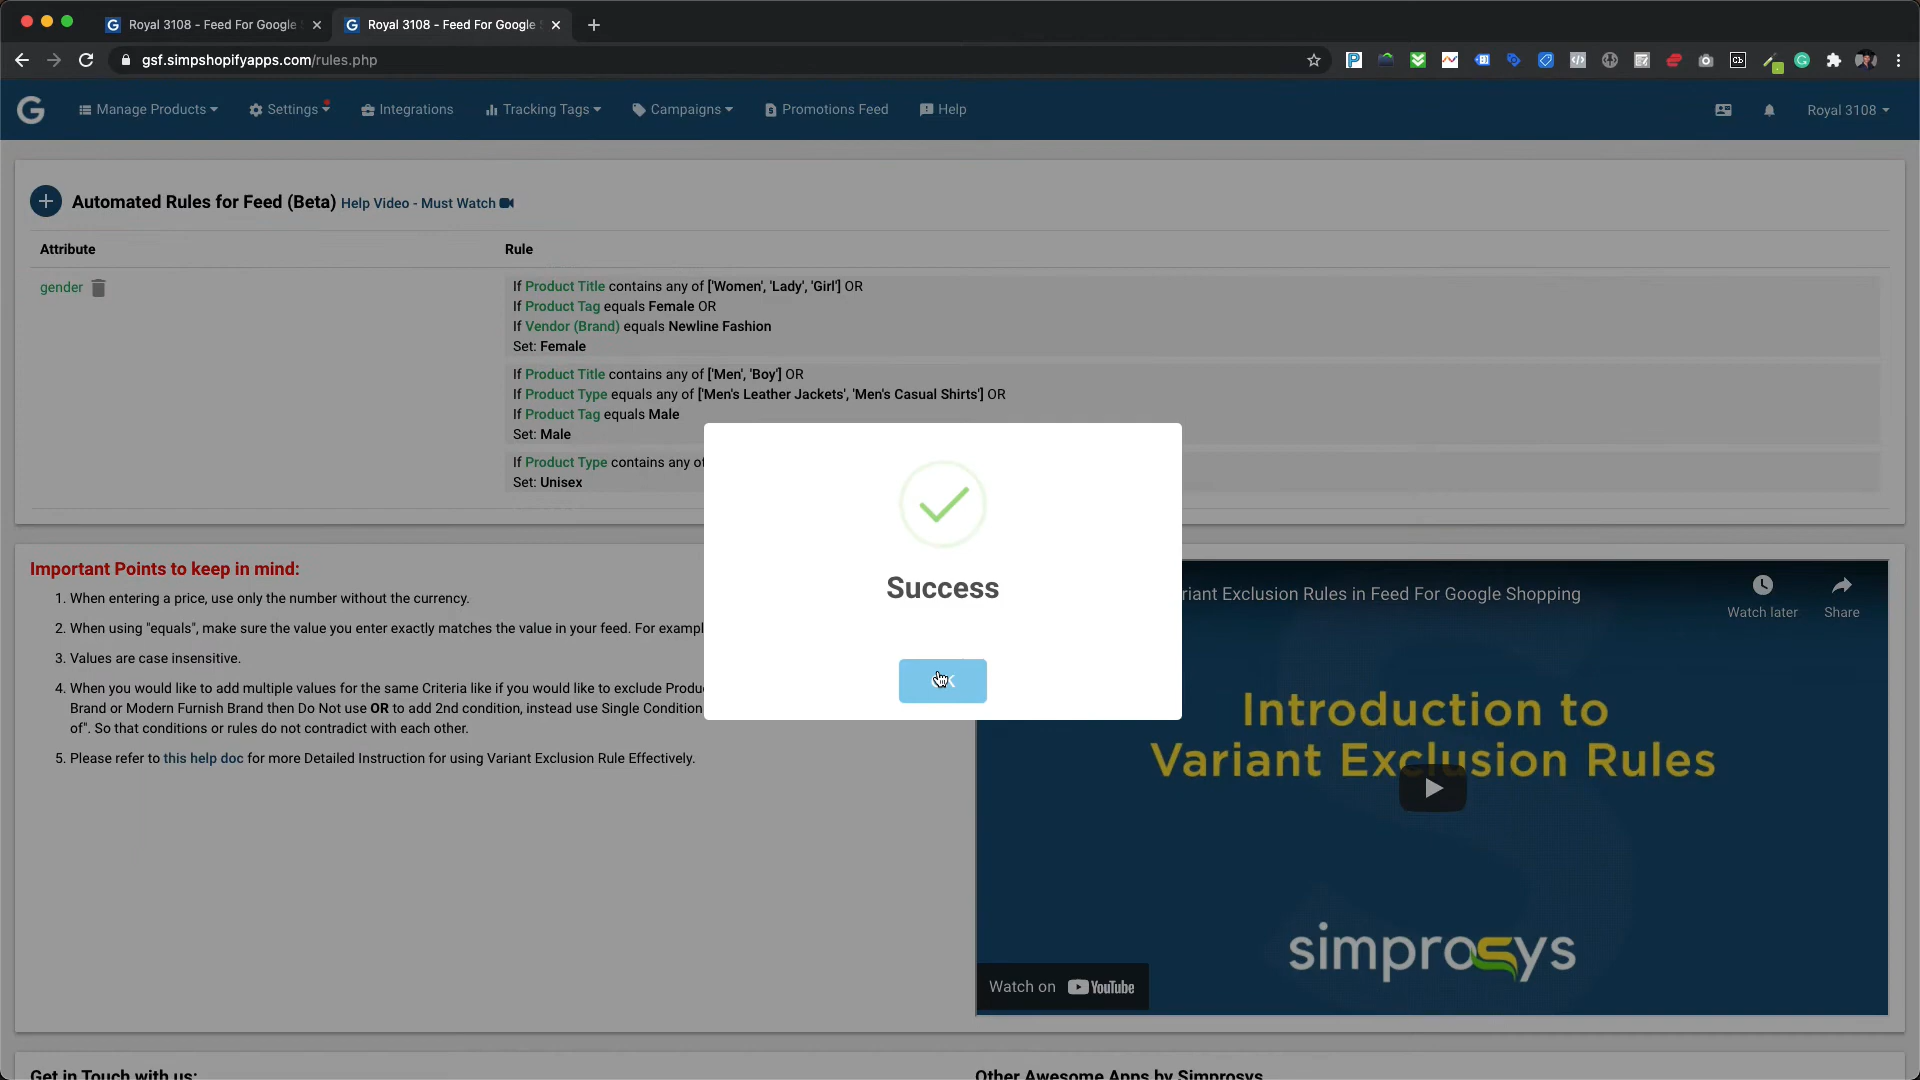 Royal 3108 - Feed For Google
Royal 3108 - Feed For Google
gsf.simpshopifyapps.com/rules.php
Manage Products
Settings
Integrations
Tracking Tags
Campaigns
Promotions Feed
Help
Royal 3108
Automated Rules for Feed (Beta) Help Video - Must Watch
Attribute
Rule
gender
If Product Title contains any of ['Women', 'Lady', 'Girl'] OR
If Product Tag equals Female OR
If Vendor (Brand) equals Newline Fashion
Set: Female
If Product Title contains any of ['Men', 'Boy'] OR
If Product Type equals any of ['Men's Leather Jackets', 'Men's Casual Shirts'] OR
If Product Tag equals Male
Set: Male
If Product Type contains any of
Set: Unisex
Success
Important Points to keep in mind:
1. When entering a price, use only the number without the currency.
2. When using "equals", make sure the value you enter exactly matches the value in your feed. For exampl
3. Values are case insensitive.
4. When you would like to add multiple values for the same Criteria like if you would like to exclude Produ
Brand or Modern Furnish Brand then Do Not use OR to add 2nd condition, instead use Single Condition
of". So that conditions or rules do not contradict with each other.
5. Please refer to this help doc for more Detailed Instruction for using Variant Exclusion Rule Effectively.
riant Exclusion Rules in Feed For Google Shopping
Watch later
Share
Introduction to
Variant Exclusion Rules
simprosys
Watch on YouTube
Get in Touch with us:
Other Awesome Apps by Simprosys